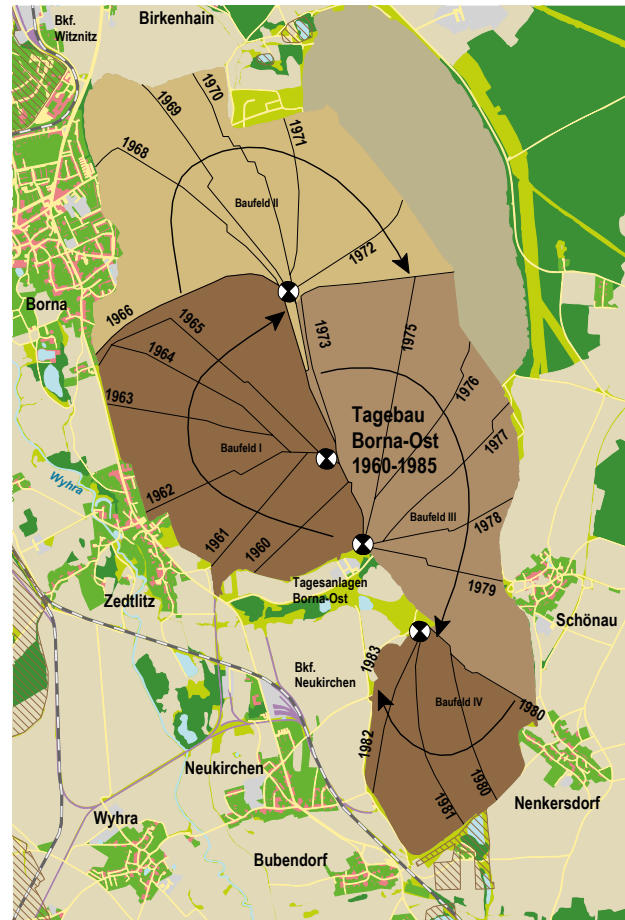 Birkenhain
Bkf.
Witznitz
1969
1970
1971
1968
Baufeld II
1972
Borna
1966
1965
1973
1975
1964
1976
1963
Tagebau
Borna-Ost
1960-1985
1977
Baufeld I
Wyhra
1962
1961
1960
Baufeld III
1978
Tagesanlagen
Borna-Ost
1979
Zedtlitz
Schönau
1983
Bkf.
Neukirchen
Baufeld IV
1980
1982
1980
1981
Neukirchen
Nenkersdorf
Wyhra
Bubendorf